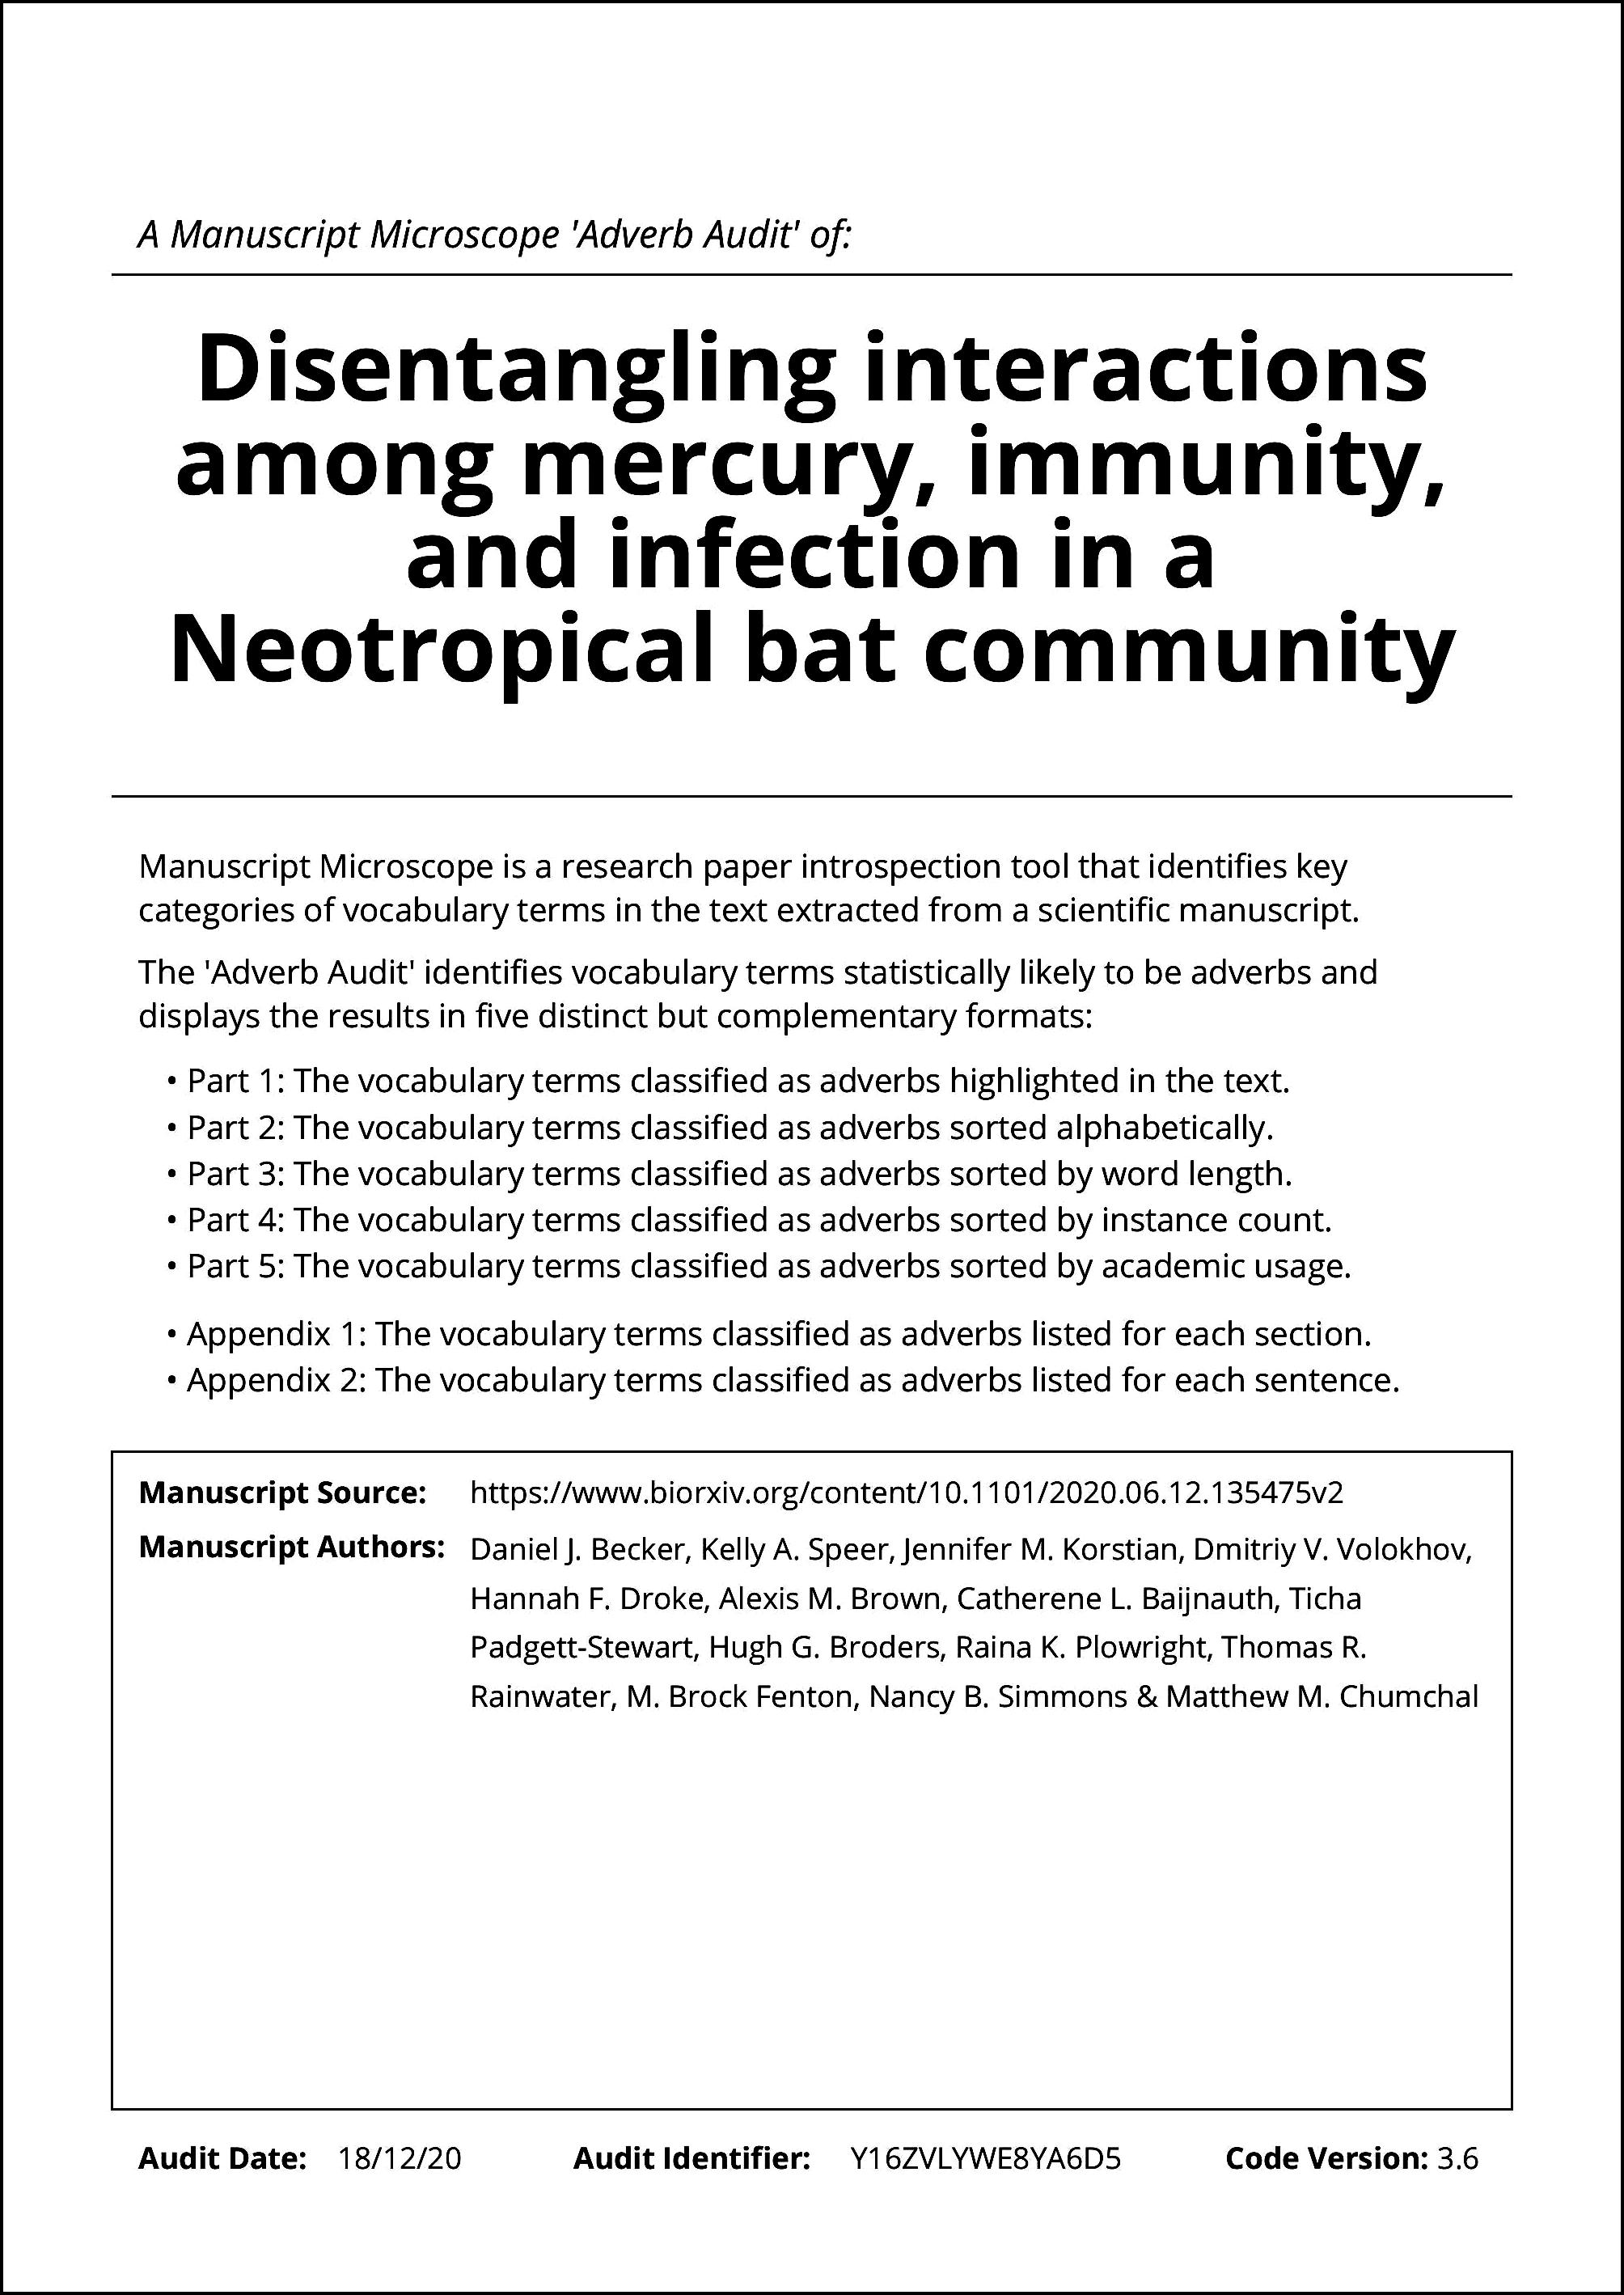 A Manuscript Microscope 'Adverb Audit' of:
Disentangling interactions
among mercury, immunity,
and infection in a
Neotropical bat community
Manuscript Microscope is a research paper introspection tool that identifies key
categories of vocabulary terms in the text extracted from a scientific manuscript.
The 'Adverb Audit' identifies vocabulary terms statistically likely to be adverbs and
displays the results in five distinct but complementary formats:
• Part 1: The vocabulary terms classified as adverbs highlighted in the text.
• Part 2: The vocabulary terms classified as adverbs sorted alphabetically.
• Part 3: The vocabulary terms classified as adverbs sorted by word length.
• Part 4: The vocabulary terms classified as adverbs sorted by instance count.
• Part 5: The vocabulary terms classified as adverbs sorted by academic usage.
• Appendix 1: The vocabulary terms classified as adverbs listed for each section.
• Appendix 2: The vocabulary terms classified as adverbs listed for each sentence.
Manuscript Source: https://www.biorxiv.org/content/10.1101/2020.06.12.135475v2
Manuscript Authors: Daniel J. Becker, Kelly A. Speer, Jennifer M. Korstian, Dmitriy V. Volokhov,
Hannah F. Droke, Alexis M. Brown, Catherene L. Baijnauth, Ticha
Padgett-Stewart, Hugh G. Broders, Raina K. Plowright, Thomas R.
Rainwater, M. Brock Fenton, Nancy B. Simmons & Matthew M. Chumchal
Audit Date: 18/12/20 Audit Identifier: Y16ZVLYWE8YA6D5 Code Version: 3.6